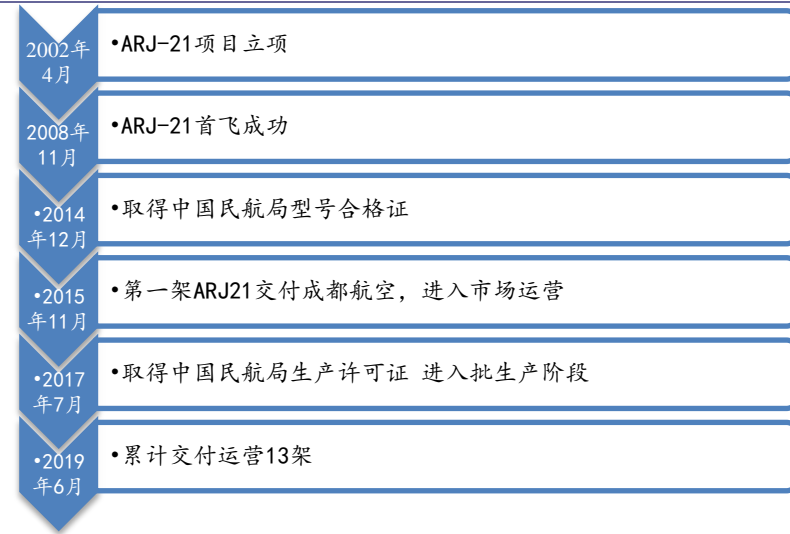 2002年
4月
•ARJ-21项目立项
2008年
11月
•ARJ-21首飞成功
•2014
年12月
•取得中国民航局型号合格证
•2015
年11月
•第一架ARJ21交付成都航空，进入市场运营
•2017
年7月
•取得中国民航局生产许可证 进入批生产阶段
•2019
年6月
•累计交付运营13架